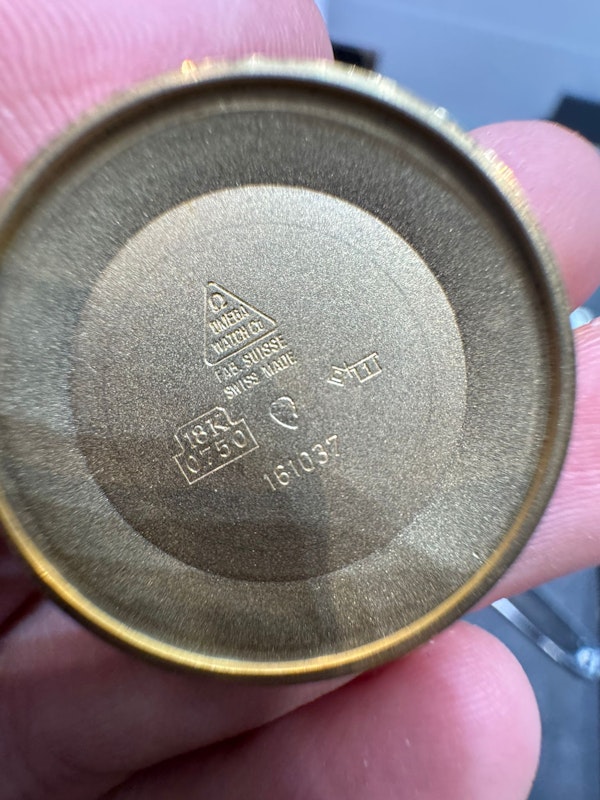 Ω
OMEGA
WATCH Co
FAB. SUISSE
SWISS MADE
18K
0,750
161037